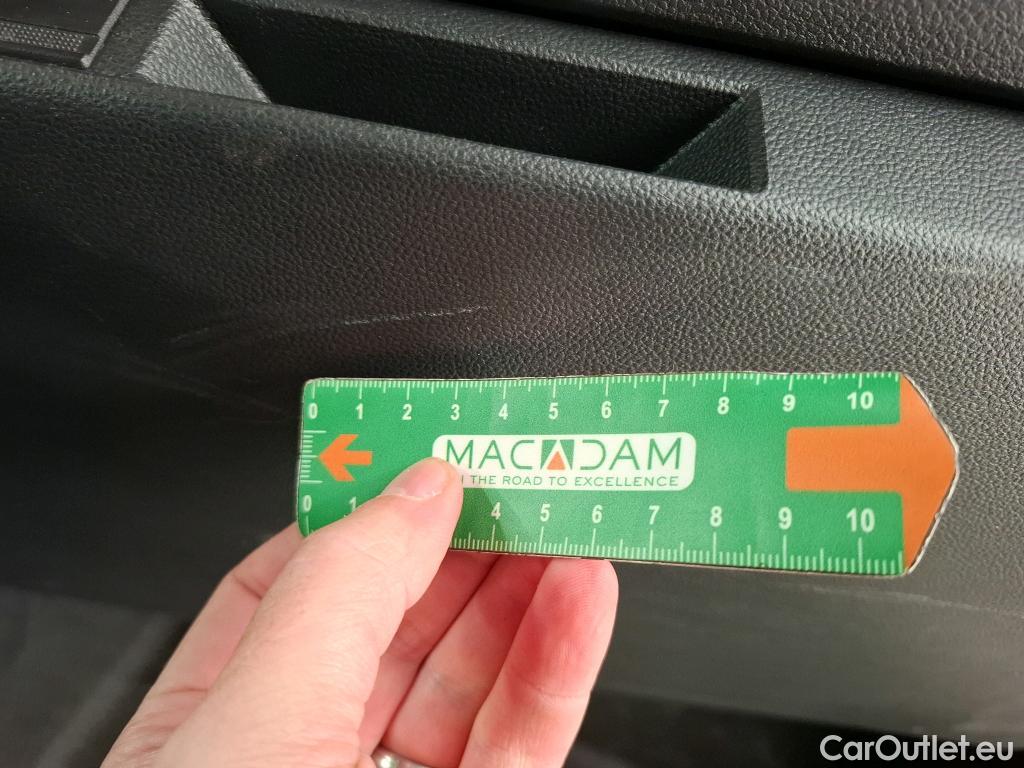 0 1 2 3 4 5 6 7 8 9 10
MACADAM
THE ROAD TO EXCELLENCE
0 1 4 5 6 7 8 9 10
CarOutlet.eu